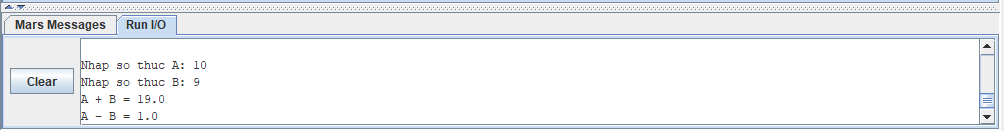 Mars Messages Run I/O
Clear
Nhap so thuc A: 10
Nhap so thuc B: 9
A + B = 19.0
A - B = 1.0